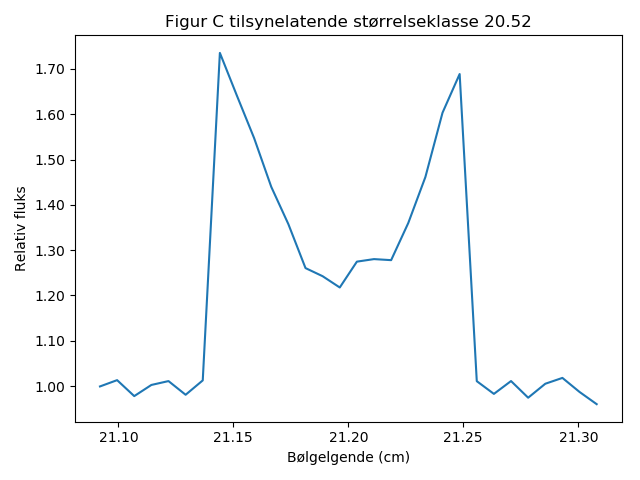 Figur C tilsynelatende størrelseklasse 20.52
1.70
1.60
1.50
1.40
1.30
1.20
1.10
1.00
Relativ fluks
21.10 21.15 21.20 21.25 21.30
Bølgelgende (cm)